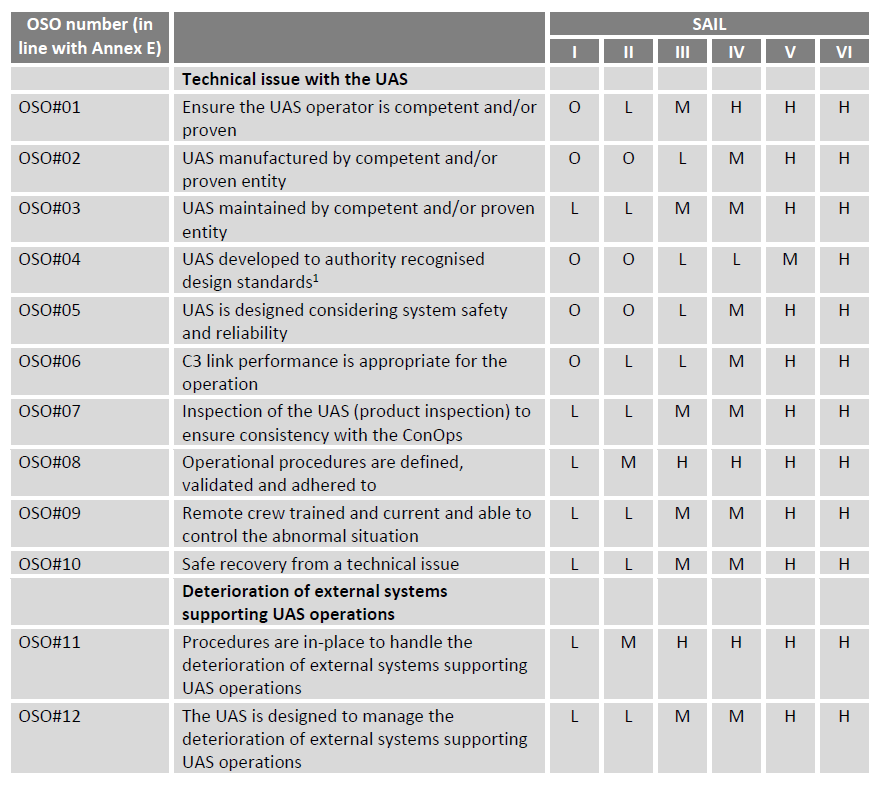 OSO number (in line with Annex E) SAIL
I II III IV V VI
Technical issue with the UAS
OSO#01 Ensure the UAS operator is competent and/or O L M H H H
proven
OSO#02 UAS manufactured by competent and/or O O L M H H
proven entity
OSO#03 UAS maintained by competent and/or proven L L M M H H
entity
OSO#04 UAS developed to authority recognised O O L L M H
design standards¹
OSO#05 UAS is designed considering system safety O O L M H H
and reliability
OSO#06 C3 link performance is appropriate for the O L L M H H
operation
OSO#07 Inspection of the UAS (product inspection) to L L M M H H
ensure consistency with the ConOps
OSO#08 Operational procedures are defined, L M H H H H
validated and adhered to
OSO#09 Remote crew trained and current and able to L L M M H H
control the abnormal situation
OSO#10 Safe recovery from a technical issue L L M M H H
Deterioration of external systems
supporting UAS operations
OSO#11 Procedures are in-place to handle the L M H H H H
deterioration of external systems supporting
UAS operations
OSO#12 The UAS is designed to manage the L L M M H H
deterioration of external systems supporting
UAS operations